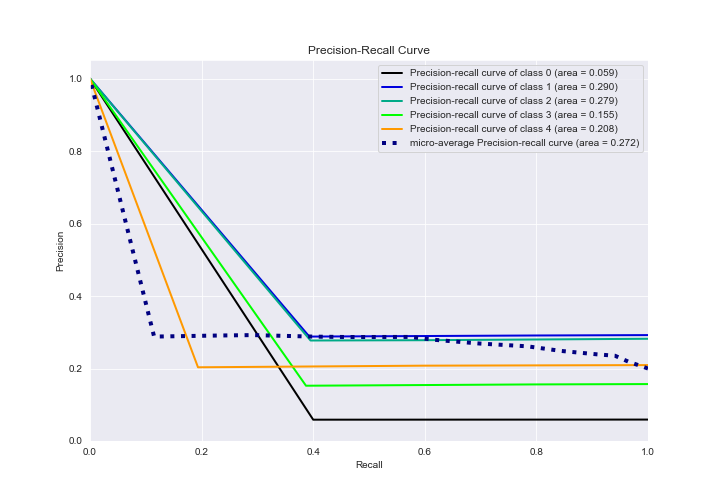 Precision-Recall Curve
Precision-recall curve of class 0 (area = 0.059)
Precision-recall curve of class 1 (area = 0.290)
Precision-recall curve of class 2 (area = 0.279)
Precision-recall curve of class 3 (area = 0.155)
Precision-recall curve of class 4 (area = 0.208)
micro-average Precision-recall curve (area = 0.272)
1.0
0.8
0.6
0.4
0.2
0.0
Precision
0.0 0.2 0.4 0.6 0.8 1.0
Recall